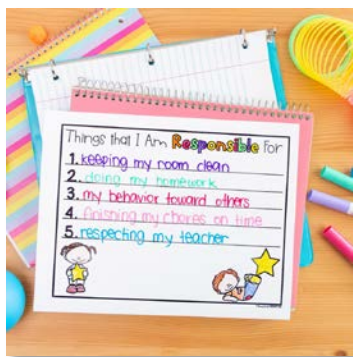 Things that I Am Responsible For
1. keeping my room clean
2. doing my homework
3. my behavior toward others
4. finishing my chores on time
5. respecting my teacher